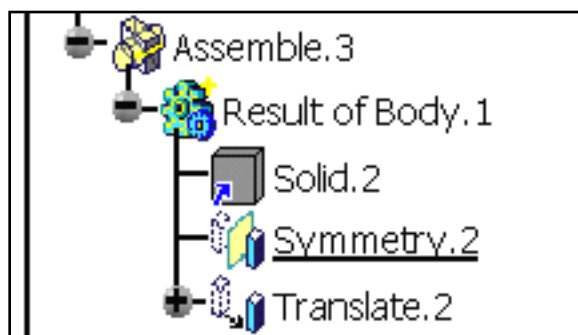 Assemble.3
Result of Body.1
Solid.2
Symmetry.2
Translate.2